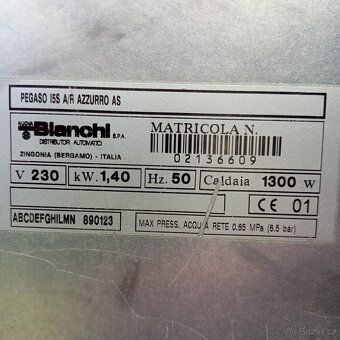 PEGASO I5S A/R AZZURRO AS
Bianchi S.P.A.
DISTRIBUTORI AUTOMATICI
ZINGONIA (BERGAMO) - ITALIA
MATRICOLA N.
02136609
V 230 kW. 1,40 Hz. 50 Caldaia 1300 W
CE 01
ABCDEFGHILMN 890123
MAX PRESS. ACQUA RETE 0.65 MPa (6.5 bar)